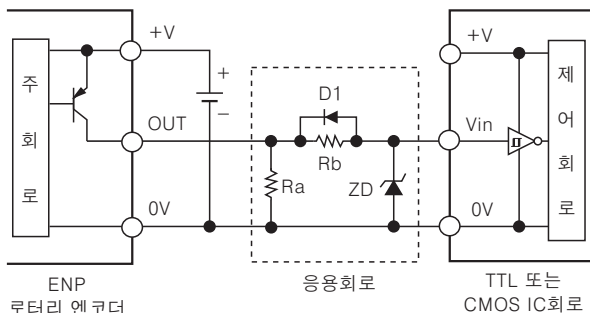 +V
+V
주회로
+
−
D1
제어회로
OUT
Vin
Rb
Ra
ZD
0V
0V
ENP
로터리 엔코더
응용회로
TTL 또는
CMOS IC회로